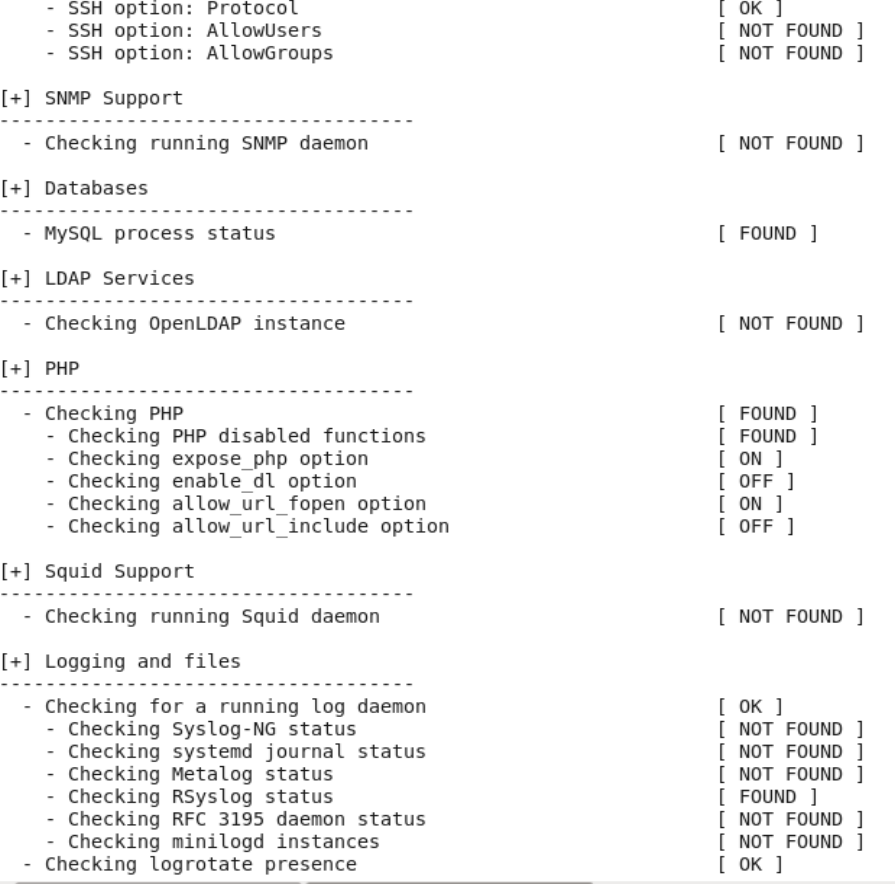 - SSH option: Protocol [ OK ]
- SSH option: AllowUsers [ NOT FOUND ]
- SSH option: AllowGroups [ NOT FOUND ]
[+] SNMP Support
------------------------------------
- Checking running SNMP daemon [ NOT FOUND ]
[+] Databases
------------------------------------
- MySQL process status [ FOUND ]
[+] LDAP Services
------------------------------------
- Checking OpenLDAP instance [ NOT FOUND ]
[+] PHP
------------------------------------
- Checking PHP [ FOUND ]
- Checking PHP disabled functions [ FOUND ]
- Checking expose_php option [ ON ]
- Checking enable_dl option [ OFF ]
- Checking allow_url_fopen option [ ON ]
- Checking allow_url_include option [ OFF ]
[+] Squid Support
------------------------------------
- Checking running Squid daemon [ NOT FOUND ]
[+] Logging and files
------------------------------------
- Checking for a running log daemon [ OK ]
- Checking Syslog-NG status [ NOT FOUND ]
- Checking systemd journal status [ NOT FOUND ]
- Checking Metalog status [ NOT FOUND ]
- Checking RSyslog status [ FOUND ]
- Checking RFC 3195 daemon status [ NOT FOUND ]
- Checking minilogd instances [ NOT FOUND ]
- Checking logrotate presence [ OK ]